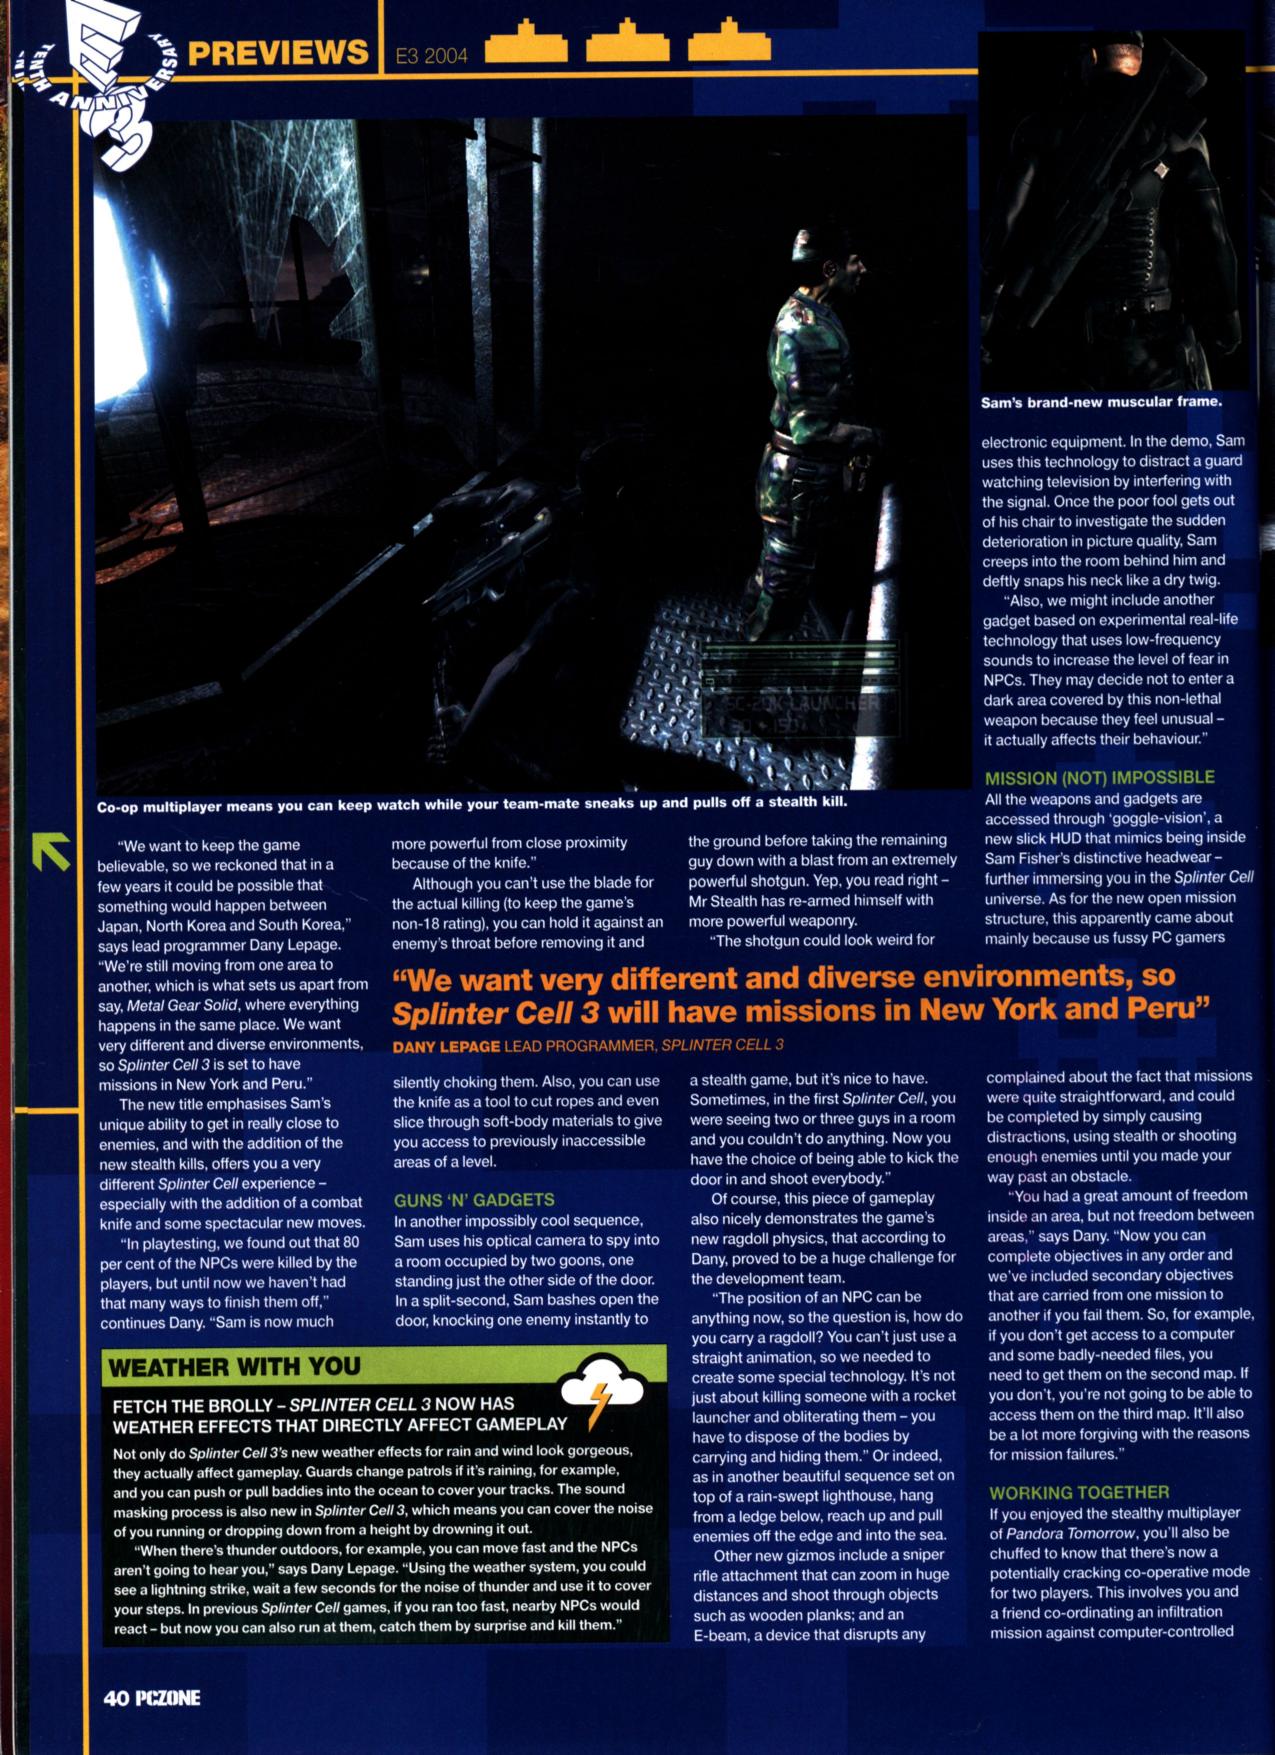 TENTH ANNIVERSARY
E3
PREVIEWS
E3 2004
Sam's brand-new muscular frame.
SC-20K LAUNCHER
Co-op multiplayer means you can keep watch while your team-mate sneaks up and pulls off a stealth kill.
"We want to keep the game
believable, so we reckoned that in a
few years it could be possible that
something would happen between
Japan, North Korea and South Korea,"
says lead programmer Dany Lepage.
"We're still moving from one area to
another, which is what sets us apart from
say, Metal Gear Solid, where everything
happens in the same place. We want
very different and diverse environments,
so Splinter Cell 3 is set to have
missions in New York and Peru."
The new title emphasises Sam's
unique ability to get in really close to
enemies, and with the addition of the
new stealth kills, offers you a very
different Splinter Cell experience –
especially with the addition of a combat
knife and some spectacular new moves.
"In playtesting, we found out that 80
per cent of the NPCs were killed by the
players, but until now we haven't had
that many ways to finish them off,"
continues Dany. "Sam is now much
more powerful from close proximity
because of the knife."
Although you can't use the blade for
the actual killing (to keep the game's
non-18 rating), you can hold it against an
enemy's throat before removing it and
silently choking them. Also, you can use
the knife as a tool to cut ropes and even
slice through soft-body materials to give
you access to previously inaccessible
areas of a level.
GUNS 'N' GADGETS
In another impossibly cool sequence,
Sam uses his optical camera to spy into
a room occupied by two goons, one
standing just the other side of the door.
In a split-second, Sam bashes open the
door, knocking one enemy instantly to
the ground before taking the remaining
guy down with a blast from an extremely
powerful shotgun. Yep, you read right –
Mr Stealth has re-armed himself with
more powerful weaponry.
"The shotgun could look weird for
a stealth game, but it's nice to have.
Sometimes, in the first Splinter Cell, you
were seeing two or three guys in a room
and you couldn't do anything. Now you
have the choice of being able to kick the
door in and shoot everybody."
Of course, this piece of gameplay
also nicely demonstrates the game's
new ragdoll physics, that according to
Dany, proved to be a huge challenge for
the development team.
"The position of an NPC can be
anything now, so the question is, how do
you carry a ragdoll? You can't just use a
straight animation, so we needed to
create some special technology. It's not
just about killing someone with a rocket
launcher and obliterating them – you
have to dispose of the bodies by
carrying and hiding them." Or indeed,
as in another beautiful sequence set on
top of a rain-swept lighthouse, hang
from a ledge below, reach up and pull
enemies off the edge and into the sea.
Other new gizmos include a sniper
rifle attachment that can zoom in huge
distances and shoot through objects
such as wooden planks; and an
E-beam, a device that disrupts any
electronic equipment. In the demo, Sam
uses this technology to distract a guard
watching television by interfering with
the signal. Once the poor fool gets out
of his chair to investigate the sudden
deterioration in picture quality, Sam
creeps into the room behind him and
deftly snaps his neck like a dry twig.
"Also, we might include another
gadget based on experimental real-life
technology that uses low-frequency
sounds to increase the level of fear in
NPCs. They may decide not to enter a
dark area covered by this non-lethal
weapon because they feel unusual –
it actually affects their behaviour."
MISSION (NOT) IMPOSSIBLE
All the weapons and gadgets are
accessed through 'goggle-vision', a
new slick HUD that mimics being inside
Sam Fisher's distinctive headwear –
further immersing you in the Splinter Cell
universe. As for the new open mission
structure, this apparently came about
mainly because us fussy PC gamers
complained about the fact that missions
were quite straightforward, and could
be completed by simply causing
distractions, using stealth or shooting
enough enemies until you made your
way past an obstacle.
"You had a great amount of freedom
inside an area, but not freedom between
areas," says Dany. "Now you can
complete objectives in any order and
we've included secondary objectives
that are carried from one mission to
another if you fail them. So, for example,
if you don't get access to a computer
and some badly-needed files, you
need to get them on the second map. If
you don't, you're not going to be able to
access them on the third map. It'll also
be a lot more forgiving with the reasons
for mission failures."
WORKING TOGETHER
If you enjoyed the stealthy multiplayer
of Pandora Tomorrow, you'll also be
chuffed to know that there's now a
potentially cracking co-operative mode
for two players. This involves you and
a friend co-ordinating an infiltration
mission against computer-controlled
"We want very different and diverse environments, so
Splinter Cell 3 will have missions in New York and Peru"
DANY LEPAGE LEAD PROGRAMMER, SPLINTER CELL 3
WEATHER WITH YOU
FETCH THE BROLLY – SPLINTER CELL 3 NOW HAS
WEATHER EFFECTS THAT DIRECTLY AFFECT GAMEPLAY
Not only do Splinter Cell 3's new weather effects for rain and wind look gorgeous,
they actually affect gameplay. Guards change patrols if it's raining, for example,
and you can push or pull baddies into the ocean to cover your tracks. The sound
masking process is also new in Splinter Cell 3, which means you can cover the noise
of you running or dropping down from a height by drowning it out.
"When there's thunder outdoors, for example, you can move fast and the NPCs
aren't going to hear you," says Dany Lepage. "Using the weather system, you could
see a lightning strike, wait a few seconds for the noise of thunder and use it to cover
your steps. In previous Splinter Cell games, if you ran too fast, nearby NPCs would
react – but now you can also run at them, catch them by surprise and kill them."
40 PCZONE